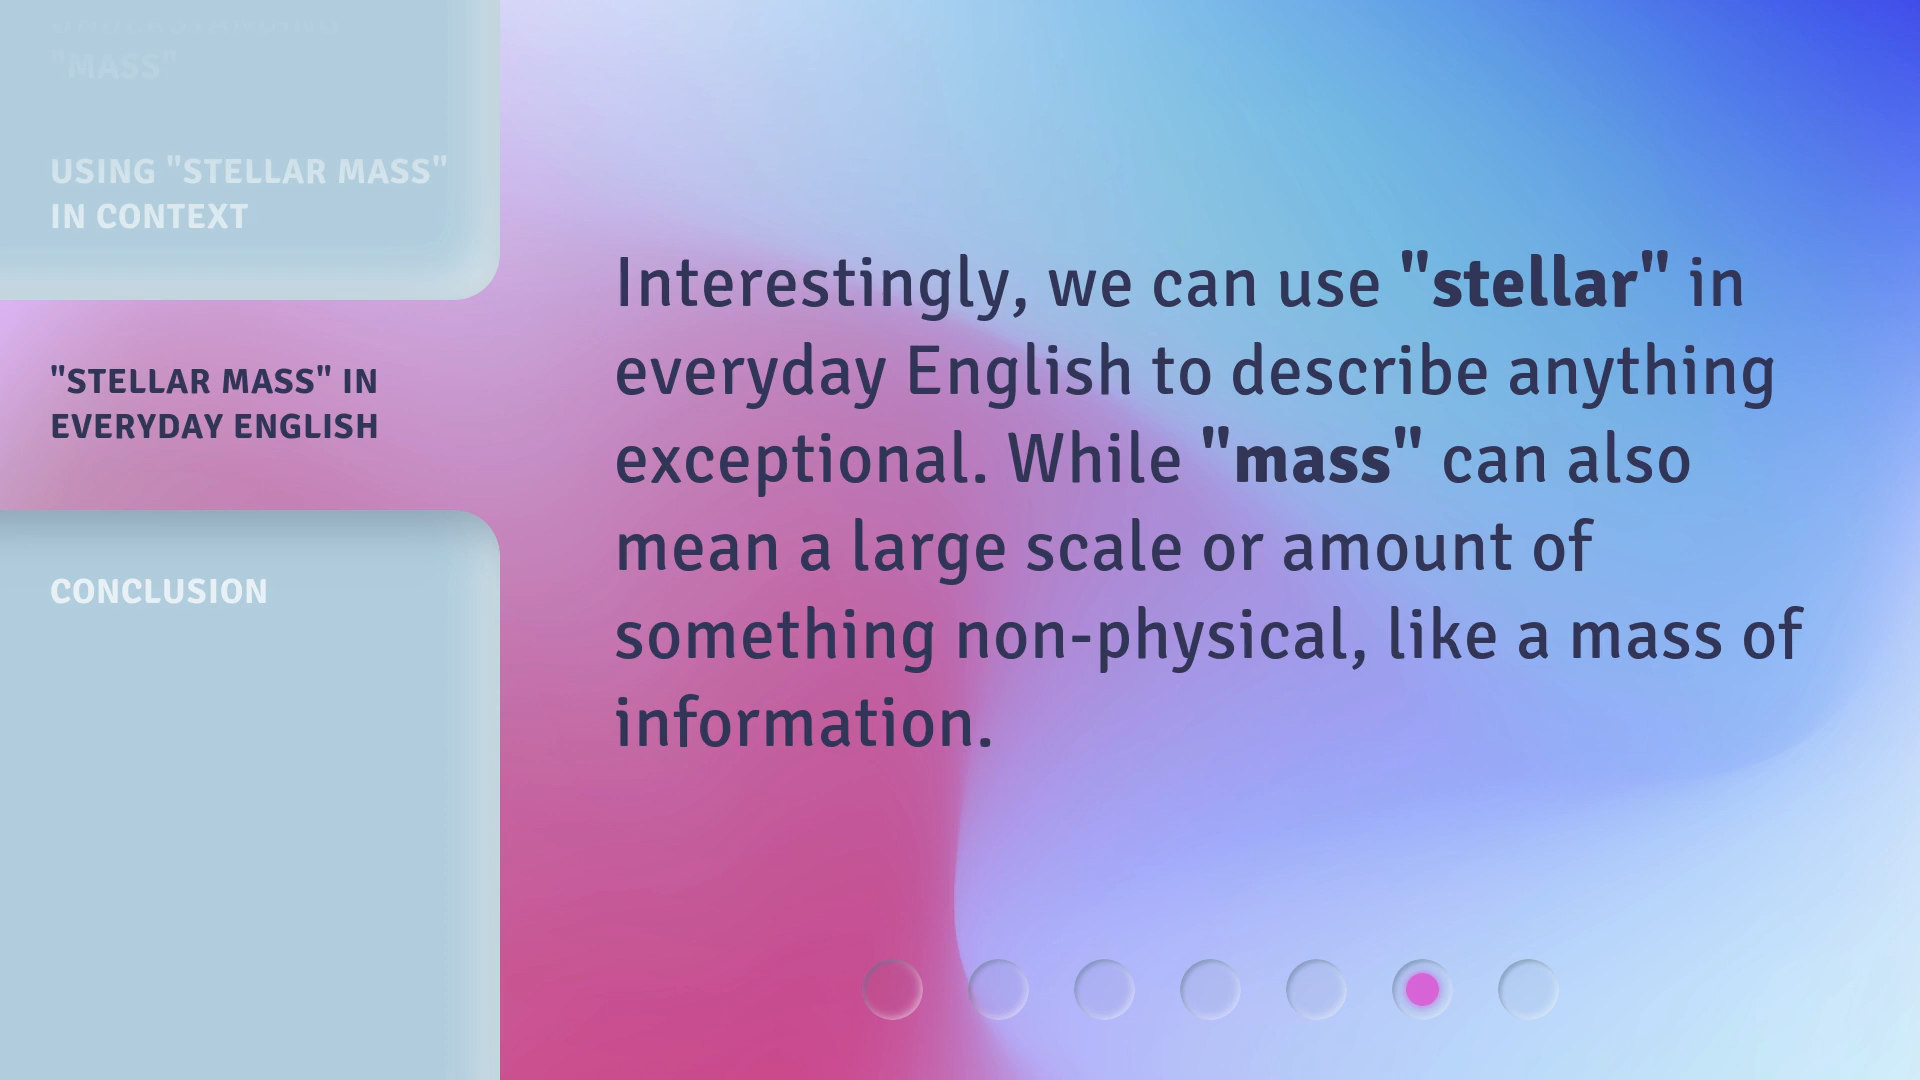 "MASS"
USING "STELLAR MASS"
IN CONTEXT
"STELLAR MASS" IN
EVERYDAY ENGLISH
CONCLUSION
Interestingly, we can use "stellar" in
everyday English to describe anything
exceptional. While "mass" can also
mean a large scale or amount of
something non-physical, like a mass of
information.